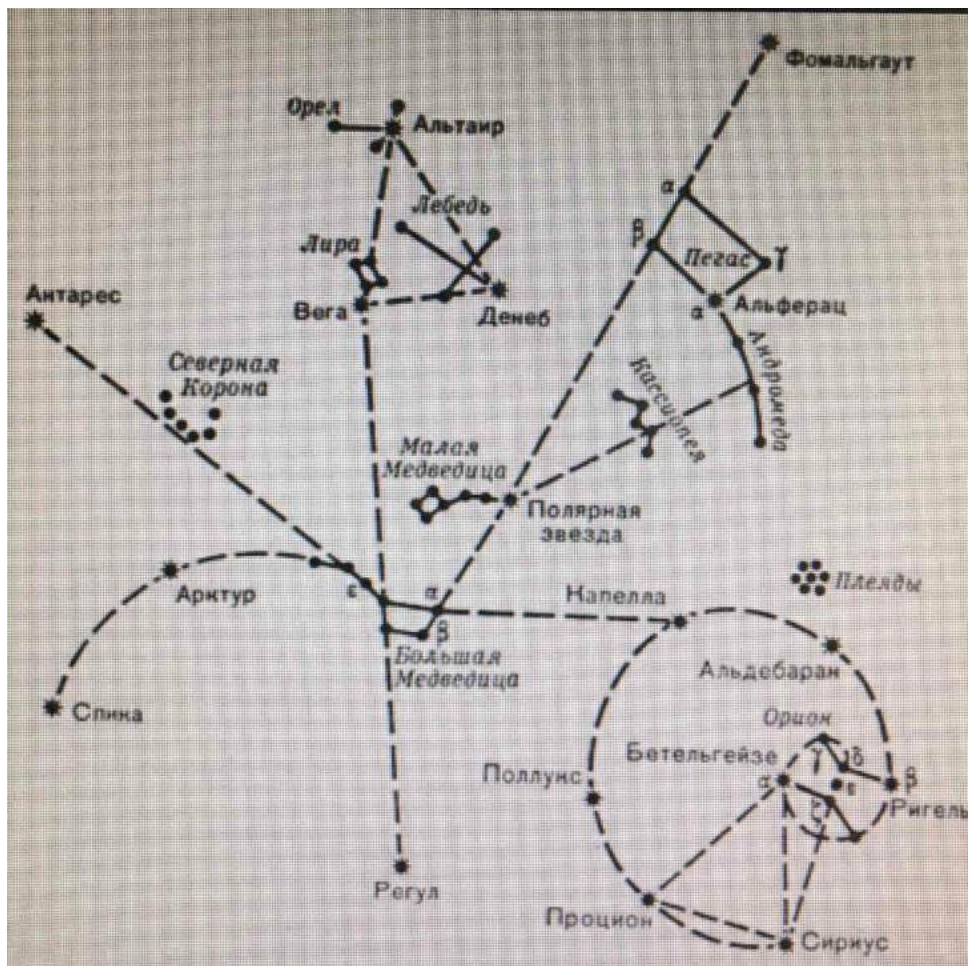 Фомальгаут
Орел
Альтаир
α
Лебедь
β
Пегас
γ
Лира
Антарес
Вега
Денеб
α
Альферац
Северная
Корона
Андромеда
Кассиопея
Малая
Медведица
Полярная
звезда
Арктур
ε
α
Капелла
Плеяды
β
Большая
Медведица
Альдебаран
Спика
Орион
Бетельгейзе
γ
δ
β
Поллукс
α
ε
Ригель
Регул
Процион
Сириус